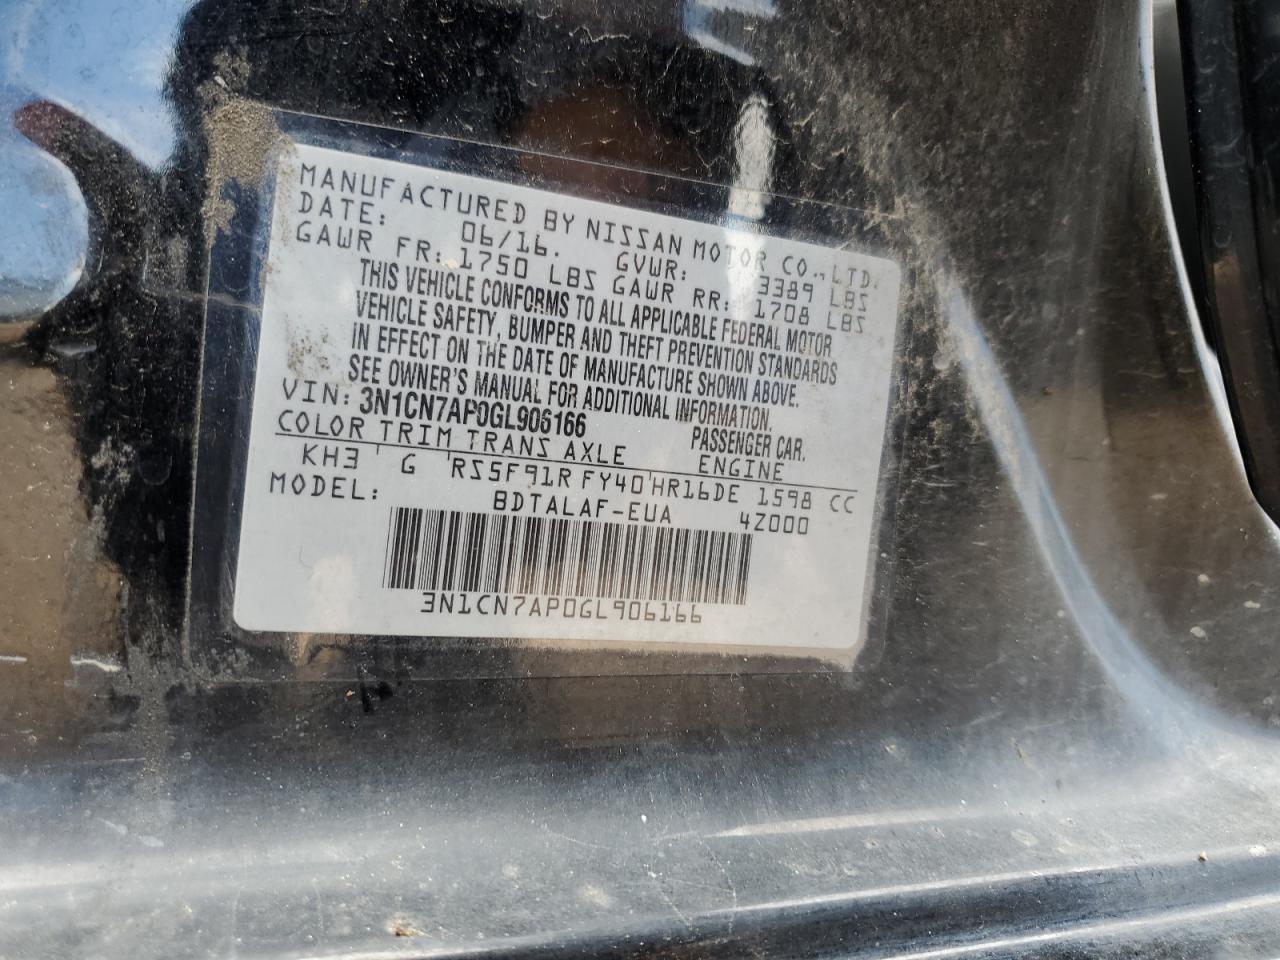 MANUFACTURED BY NISSAN MOTOR CO., LTD.
DATE: 06/16. GVWR: 3389 LBS
GAWR FR: 1750 LBS GAWR RR: 1708 LBS
THIS VEHICLE CONFORMS TO ALL APPLICABLE FEDERAL MOTOR
VEHICLE SAFETY, BUMPER AND THEFT PREVENTION STANDARDS
IN EFFECT ON THE DATE OF MANUFACTURE SHOWN ABOVE.
SEE OWNER'S MANUAL FOR ADDITIONAL INFORMATION.
VIN: 3N1CN7AP0GL906166 PASSENGER CAR.
COLOR TRIM TRANS AXLE ENGINE
KH3 G RS5F91R FY40 HR16DE 1598 CC
MODEL: BDTALAF-EUA 4Z000
3N1CN7AP0GL906166